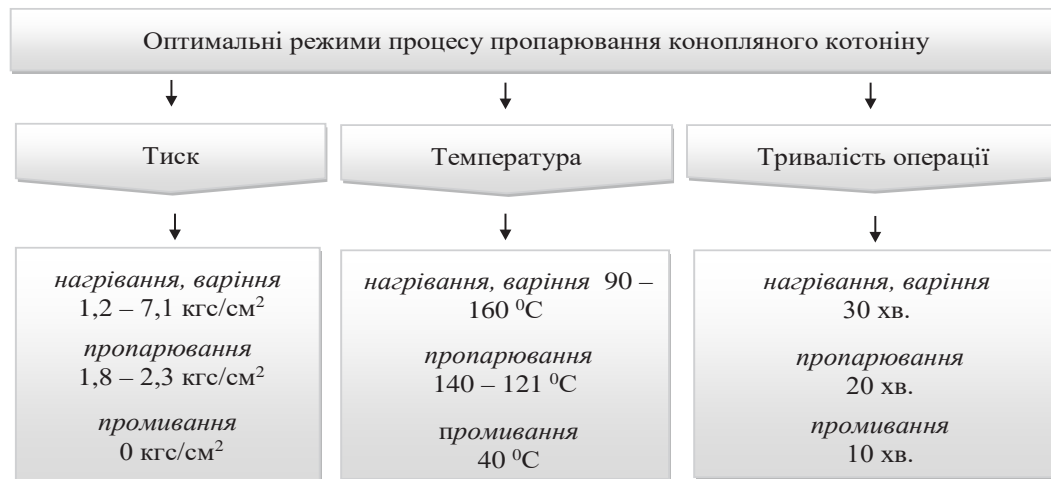 Оптимальні режими процесу пропарювання конопляного котоніну
Тиск
Температура
Тривалість операції
нагрівання, варіння
1,2 – 7,1 кгс/см²
пропарювання
1,8 – 2,3 кгс/см²
промивання
0 кгс/см²
нагрівання, варіння 90 –
160 ⁰С
пропарювання
140 – 121 ⁰С
промивання
40 ⁰С
нагрівання, варіння
30 хв.
пропарювання
20 хв.
промивання
10 хв.